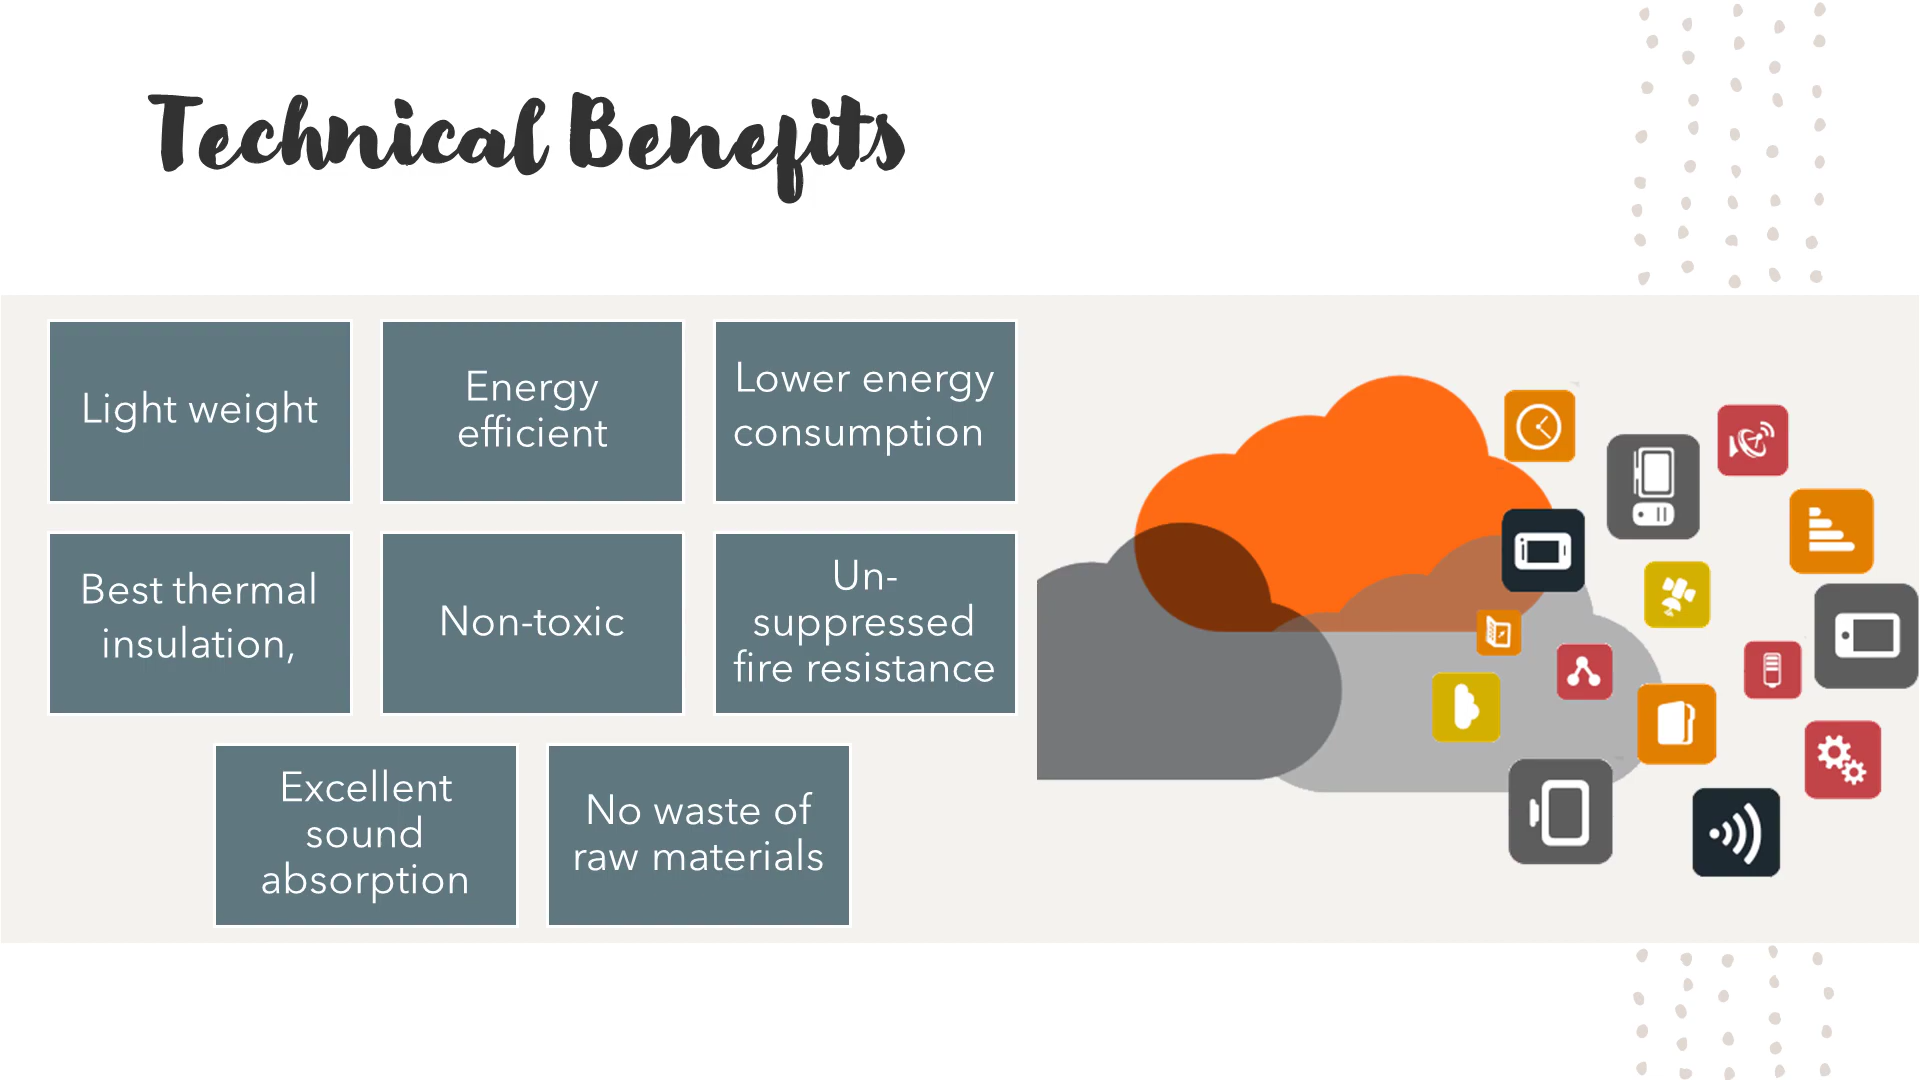 Technical Benefits
Light weight
Energy
efficient
Lower energy
consumption
Best thermal
insulation,
Non-toxic
Un-
suppressed
fire resistance
Excellent
sound
absorption
No waste of
raw materials